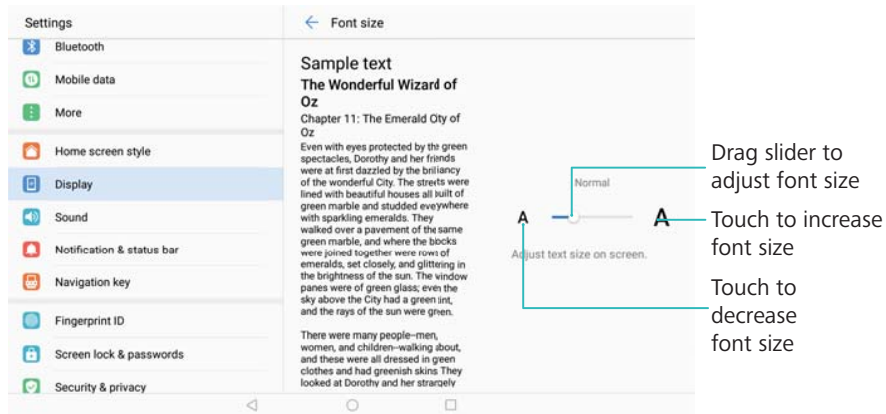 Settings
Bluetooth
Mobile data
More
Home screen style
Display
Sound
Notification & status bar
Navigation key
Fingerprint ID
Screen lock & passwords
Security & privacy
Font size
Sample text
The Wonderful Wizard of
Oz
Chapter 11: The Emerald City of
Oz
Even with eyes protected by the green
spectacles, Dorothy and her friends
were at first dazzled by the brilliancy
of the wonderful City. The streets were
lined with beautiful houses all built of
green marble and studded eveywhere
with sparkling emeralds. They
walked over a pavement of the same
green marble, and where the blocks
were joined together were rows of
emeralds, set closely, and glittering in
the brightness of the sun. The window
panes were of green glass; even the
sky above the City had a green tint,
and the rays of the sun were green.
There were many people–men,
women, and children–walking about,
and these were all dressed in green
clothes and had greenish skins They
looked at Dorothy and her strangely
Normal
A A
Adjust text size on screen.
Drag slider to
adjust font size
Touch to increase
font size
Touch to
decrease
font size